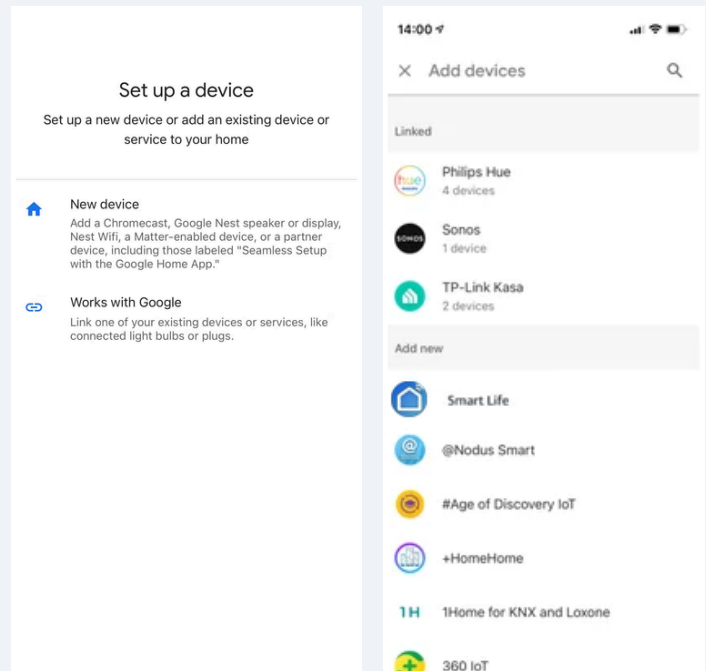 Set up a device
Set up a new device or add an existing device or
service to your home
New device
Add a Chromecast, Google Nest speaker or display,
Nest Wifi, a Matter-enabled device, or a partner
device, including those labeled "Seamless Setup
with the Google Home App."
Works with Google
Link one of your existing devices or services, like
connected light bulbs or plugs.
14:00
Add devices
Linked
hue
Philips Hue
4 devices
SONOS
Sonos
1 device
TP-Link Kasa
2 devices
Add new
Smart Life
@
@Nodus Smart
#Age of Discovery IoT
+HomeHome
1H
1Home for KNX and Loxone
360 IoT